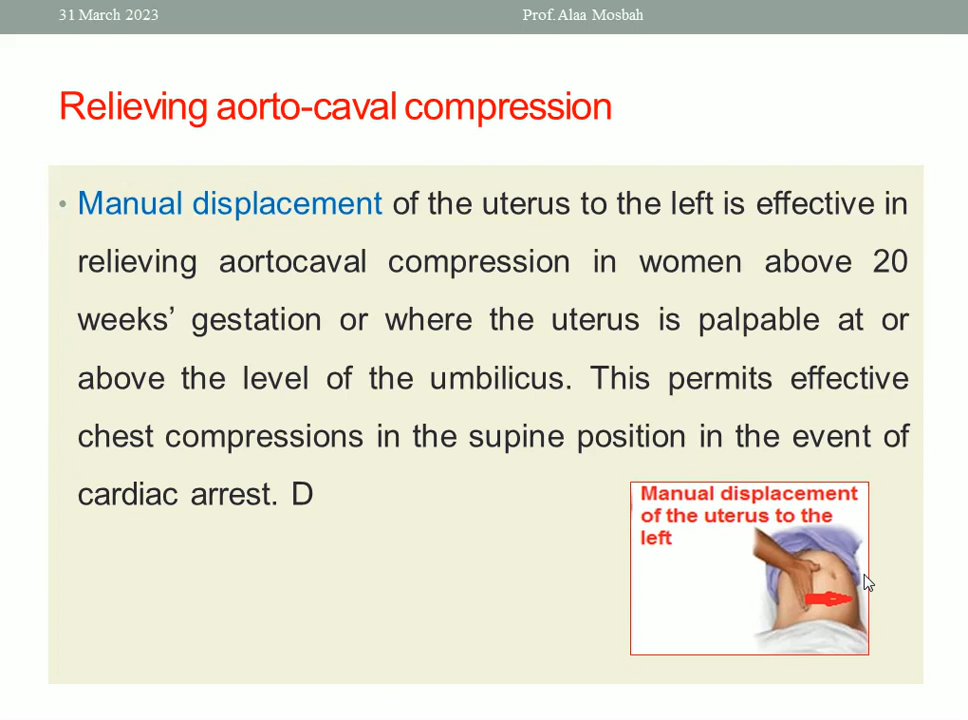 31 March 2023 Prof. Alaa Mosbah
Relieving aorto-caval compression
• Manual displacement of the uterus to the left is effective in
relieving aortocaval compression in women above 20
weeks’ gestation or where the uterus is palpable at or
above the level of the umbilicus. This permits effective
chest compressions in the supine position in the event of
cardiac arrest. D
Manual displacement
of the uterus to the
left